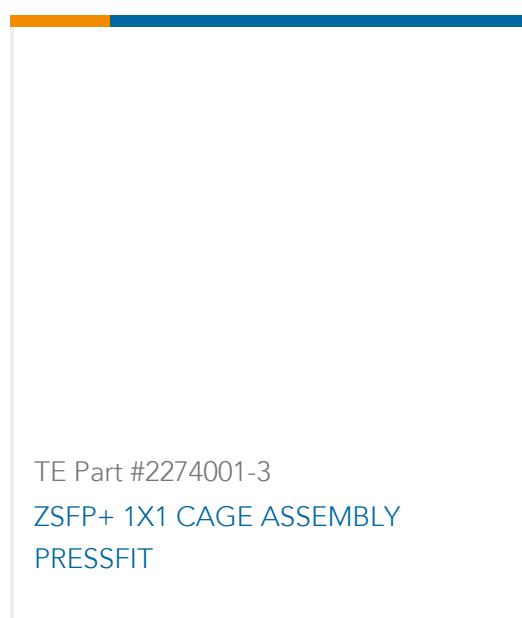 TE Part #2274001-3
ZSFP+ 1X1 CAGE ASSEMBLY
PRESSFIT